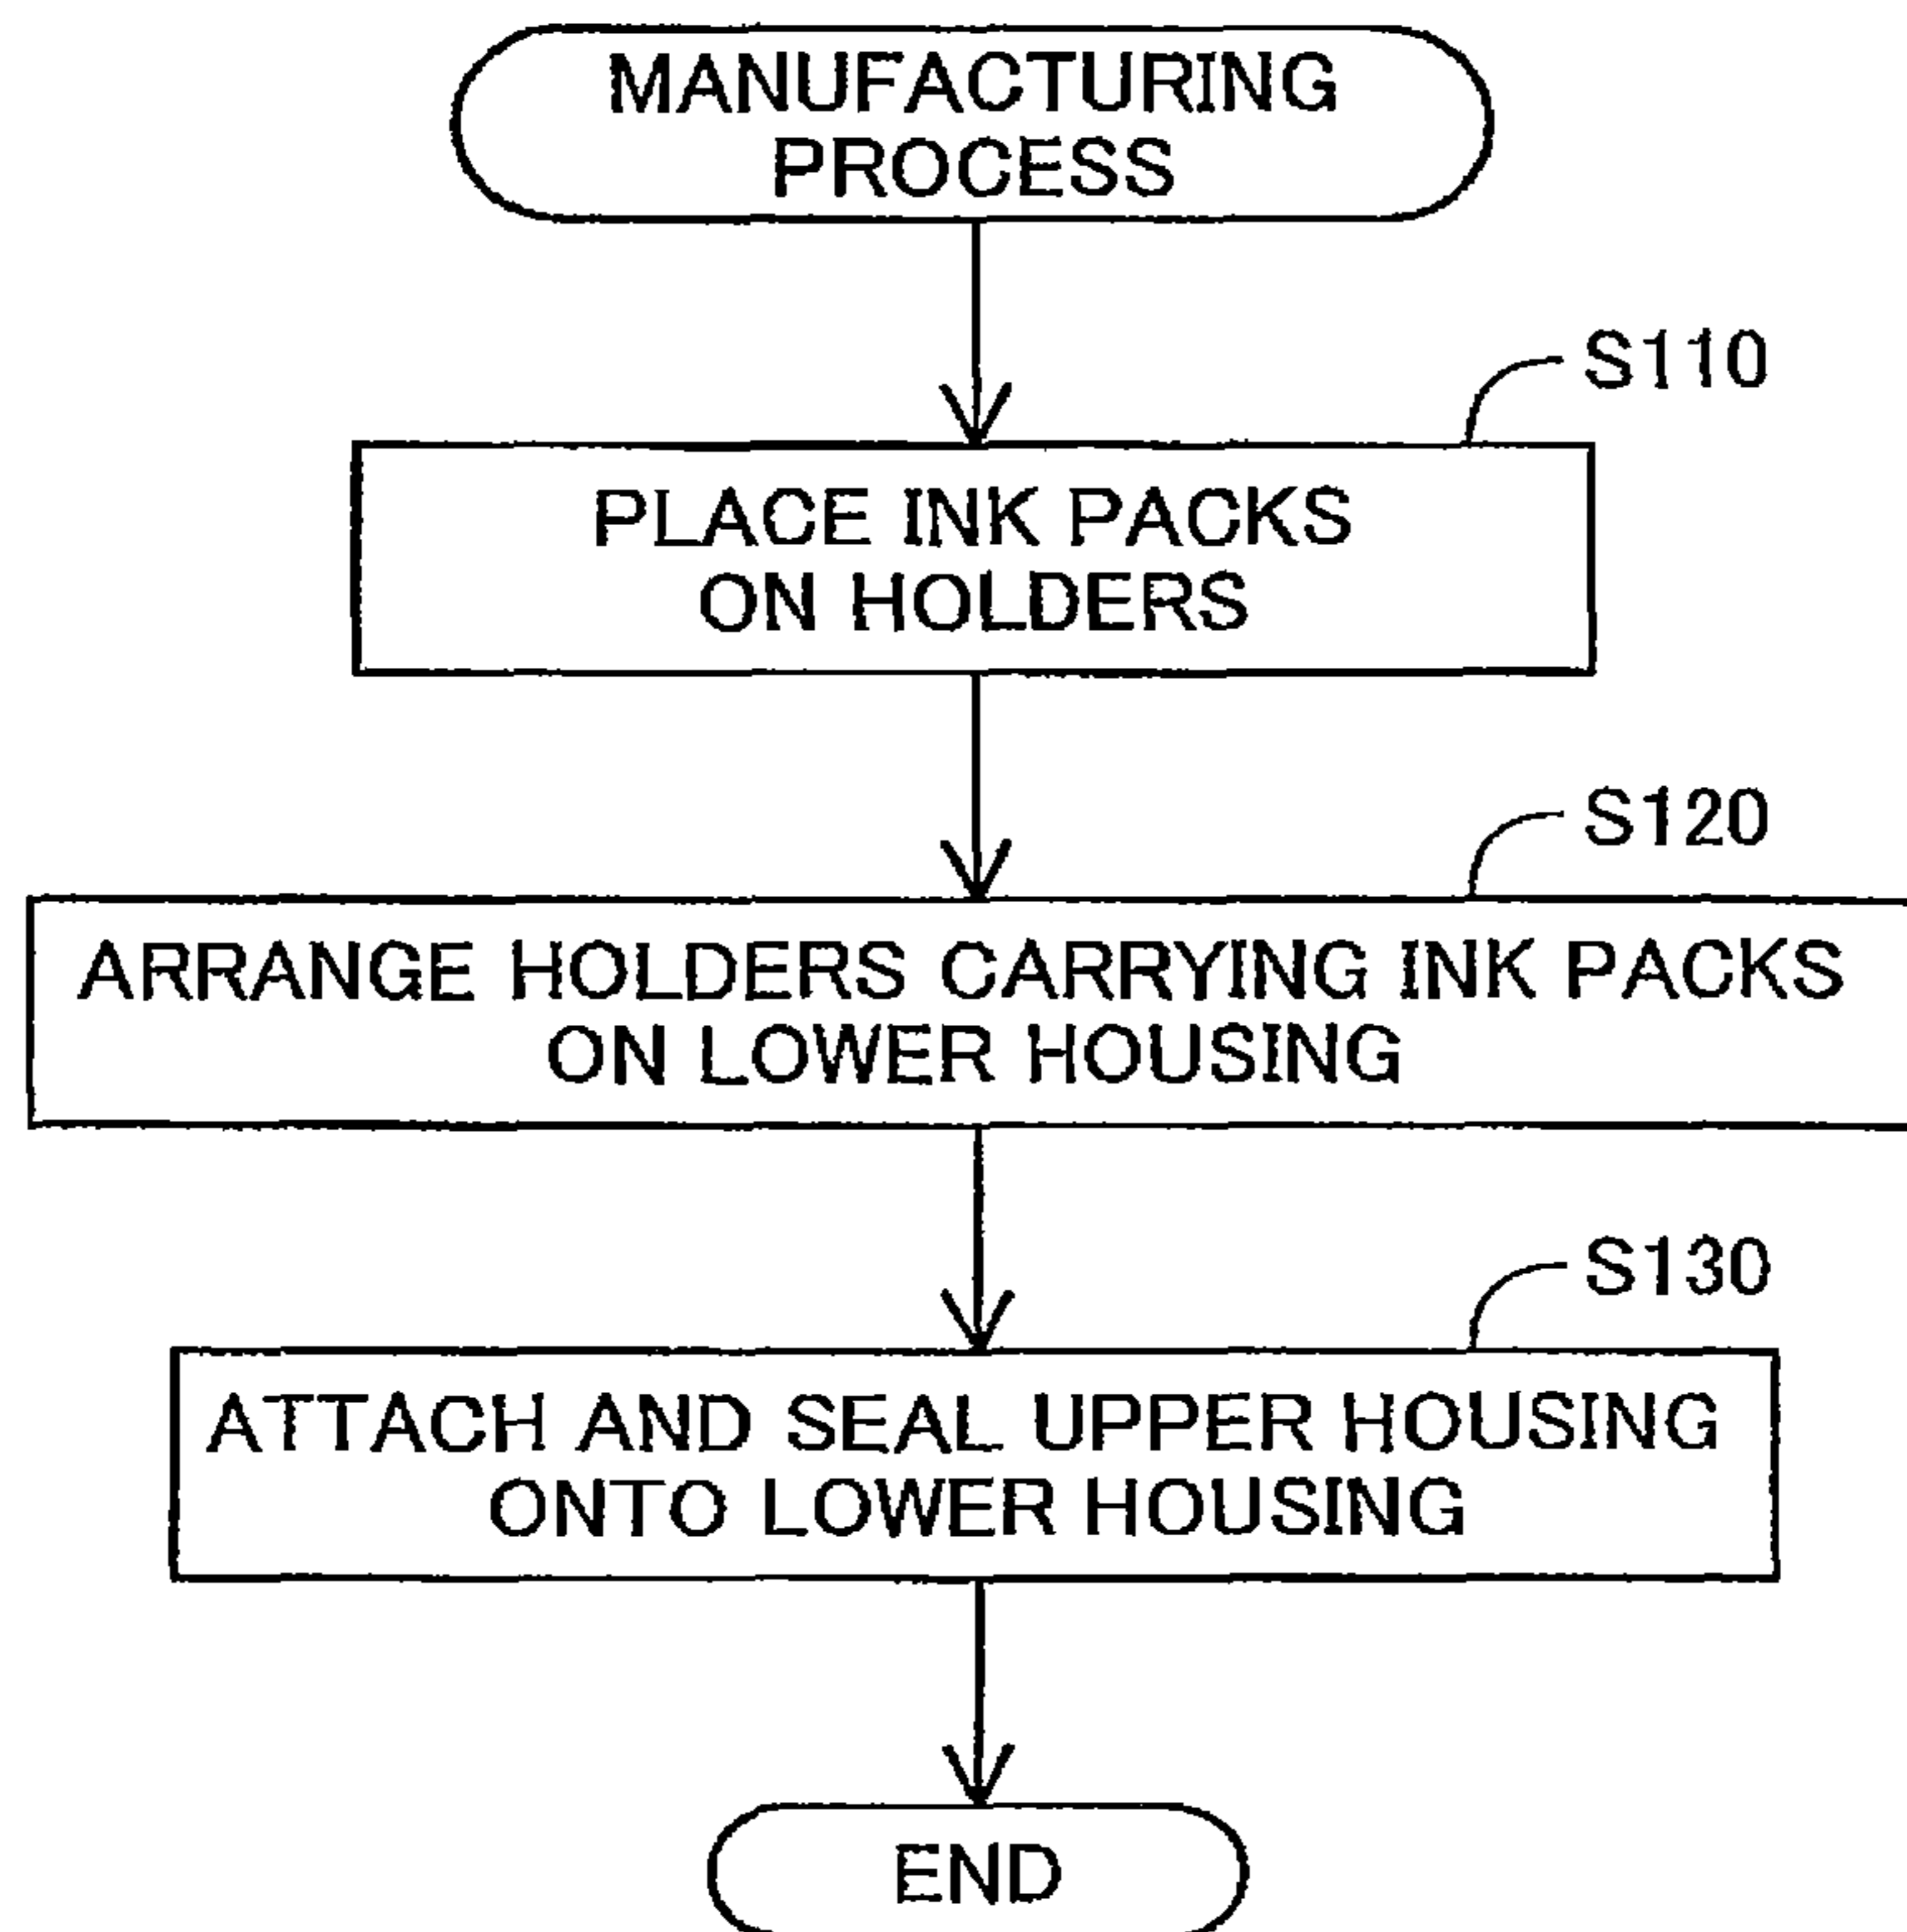 MANUFACTURING
PROCESS
S110
PLACE INK PACKS
ON HOLDERS
S120
ARRANGE HOLDERS CARRYING INK PACKS
ON LOWER HOUSING
S130
ATTACH AND SEAL UPPER HOUSING
ONTO LOWER HOUSING
END